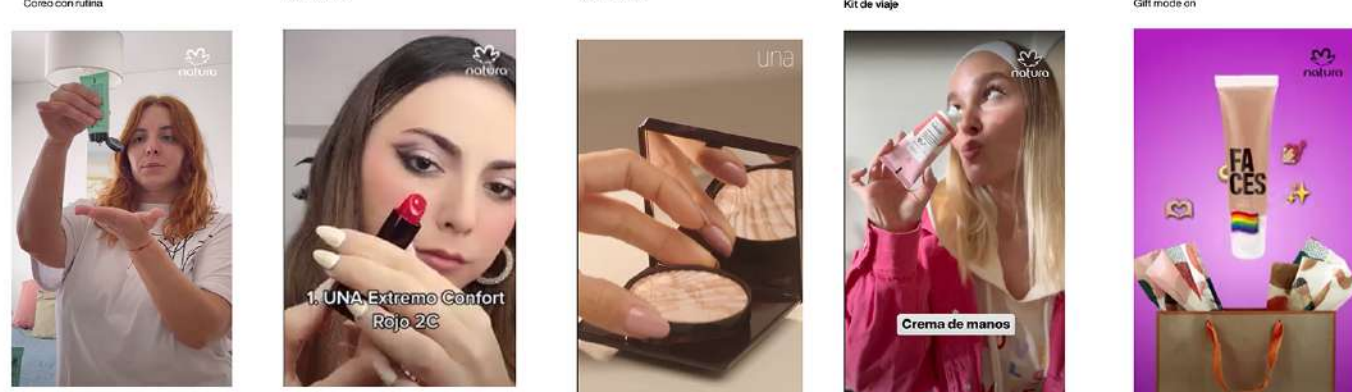 Coreo con rutina
Kit de viaje
Gift mode on
natura
natura
1. UNA Extremo Confort
Rojo 2C
una
natura
Crema de manos
natura
FA
CES